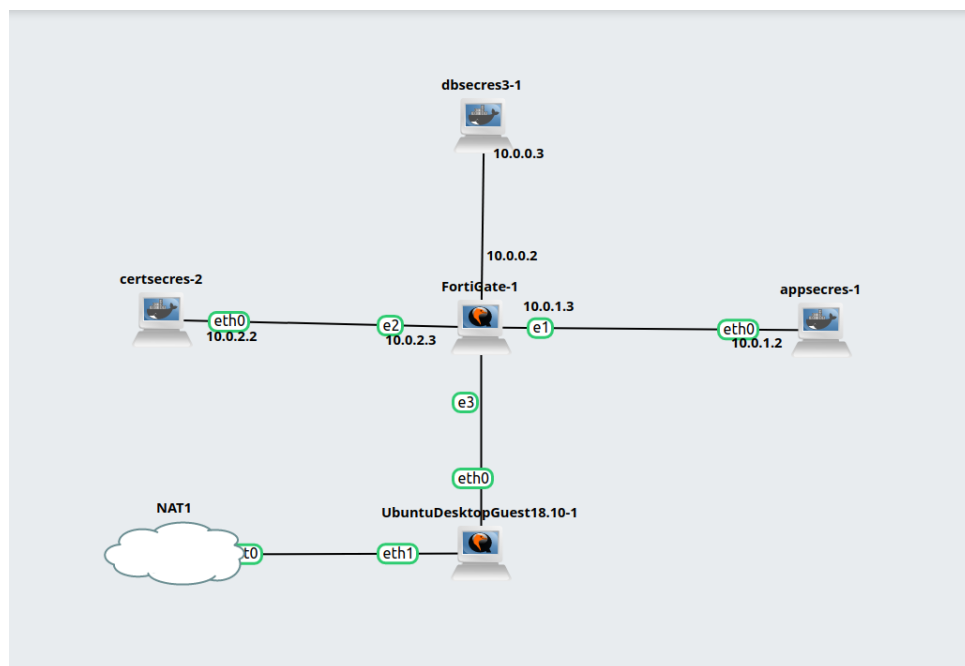 dbsecres3-1
10.0.0.3
10.0.0.2
certsecres-2
FortiGate-1
appsecres-1
10.0.1.3
eth0
e2
e1
eth0
10.0.2.2
10.0.2.3
10.0.1.2
e3
eth0
NAT1
UbuntuDesktopGuest18.10-1
t0
eth1